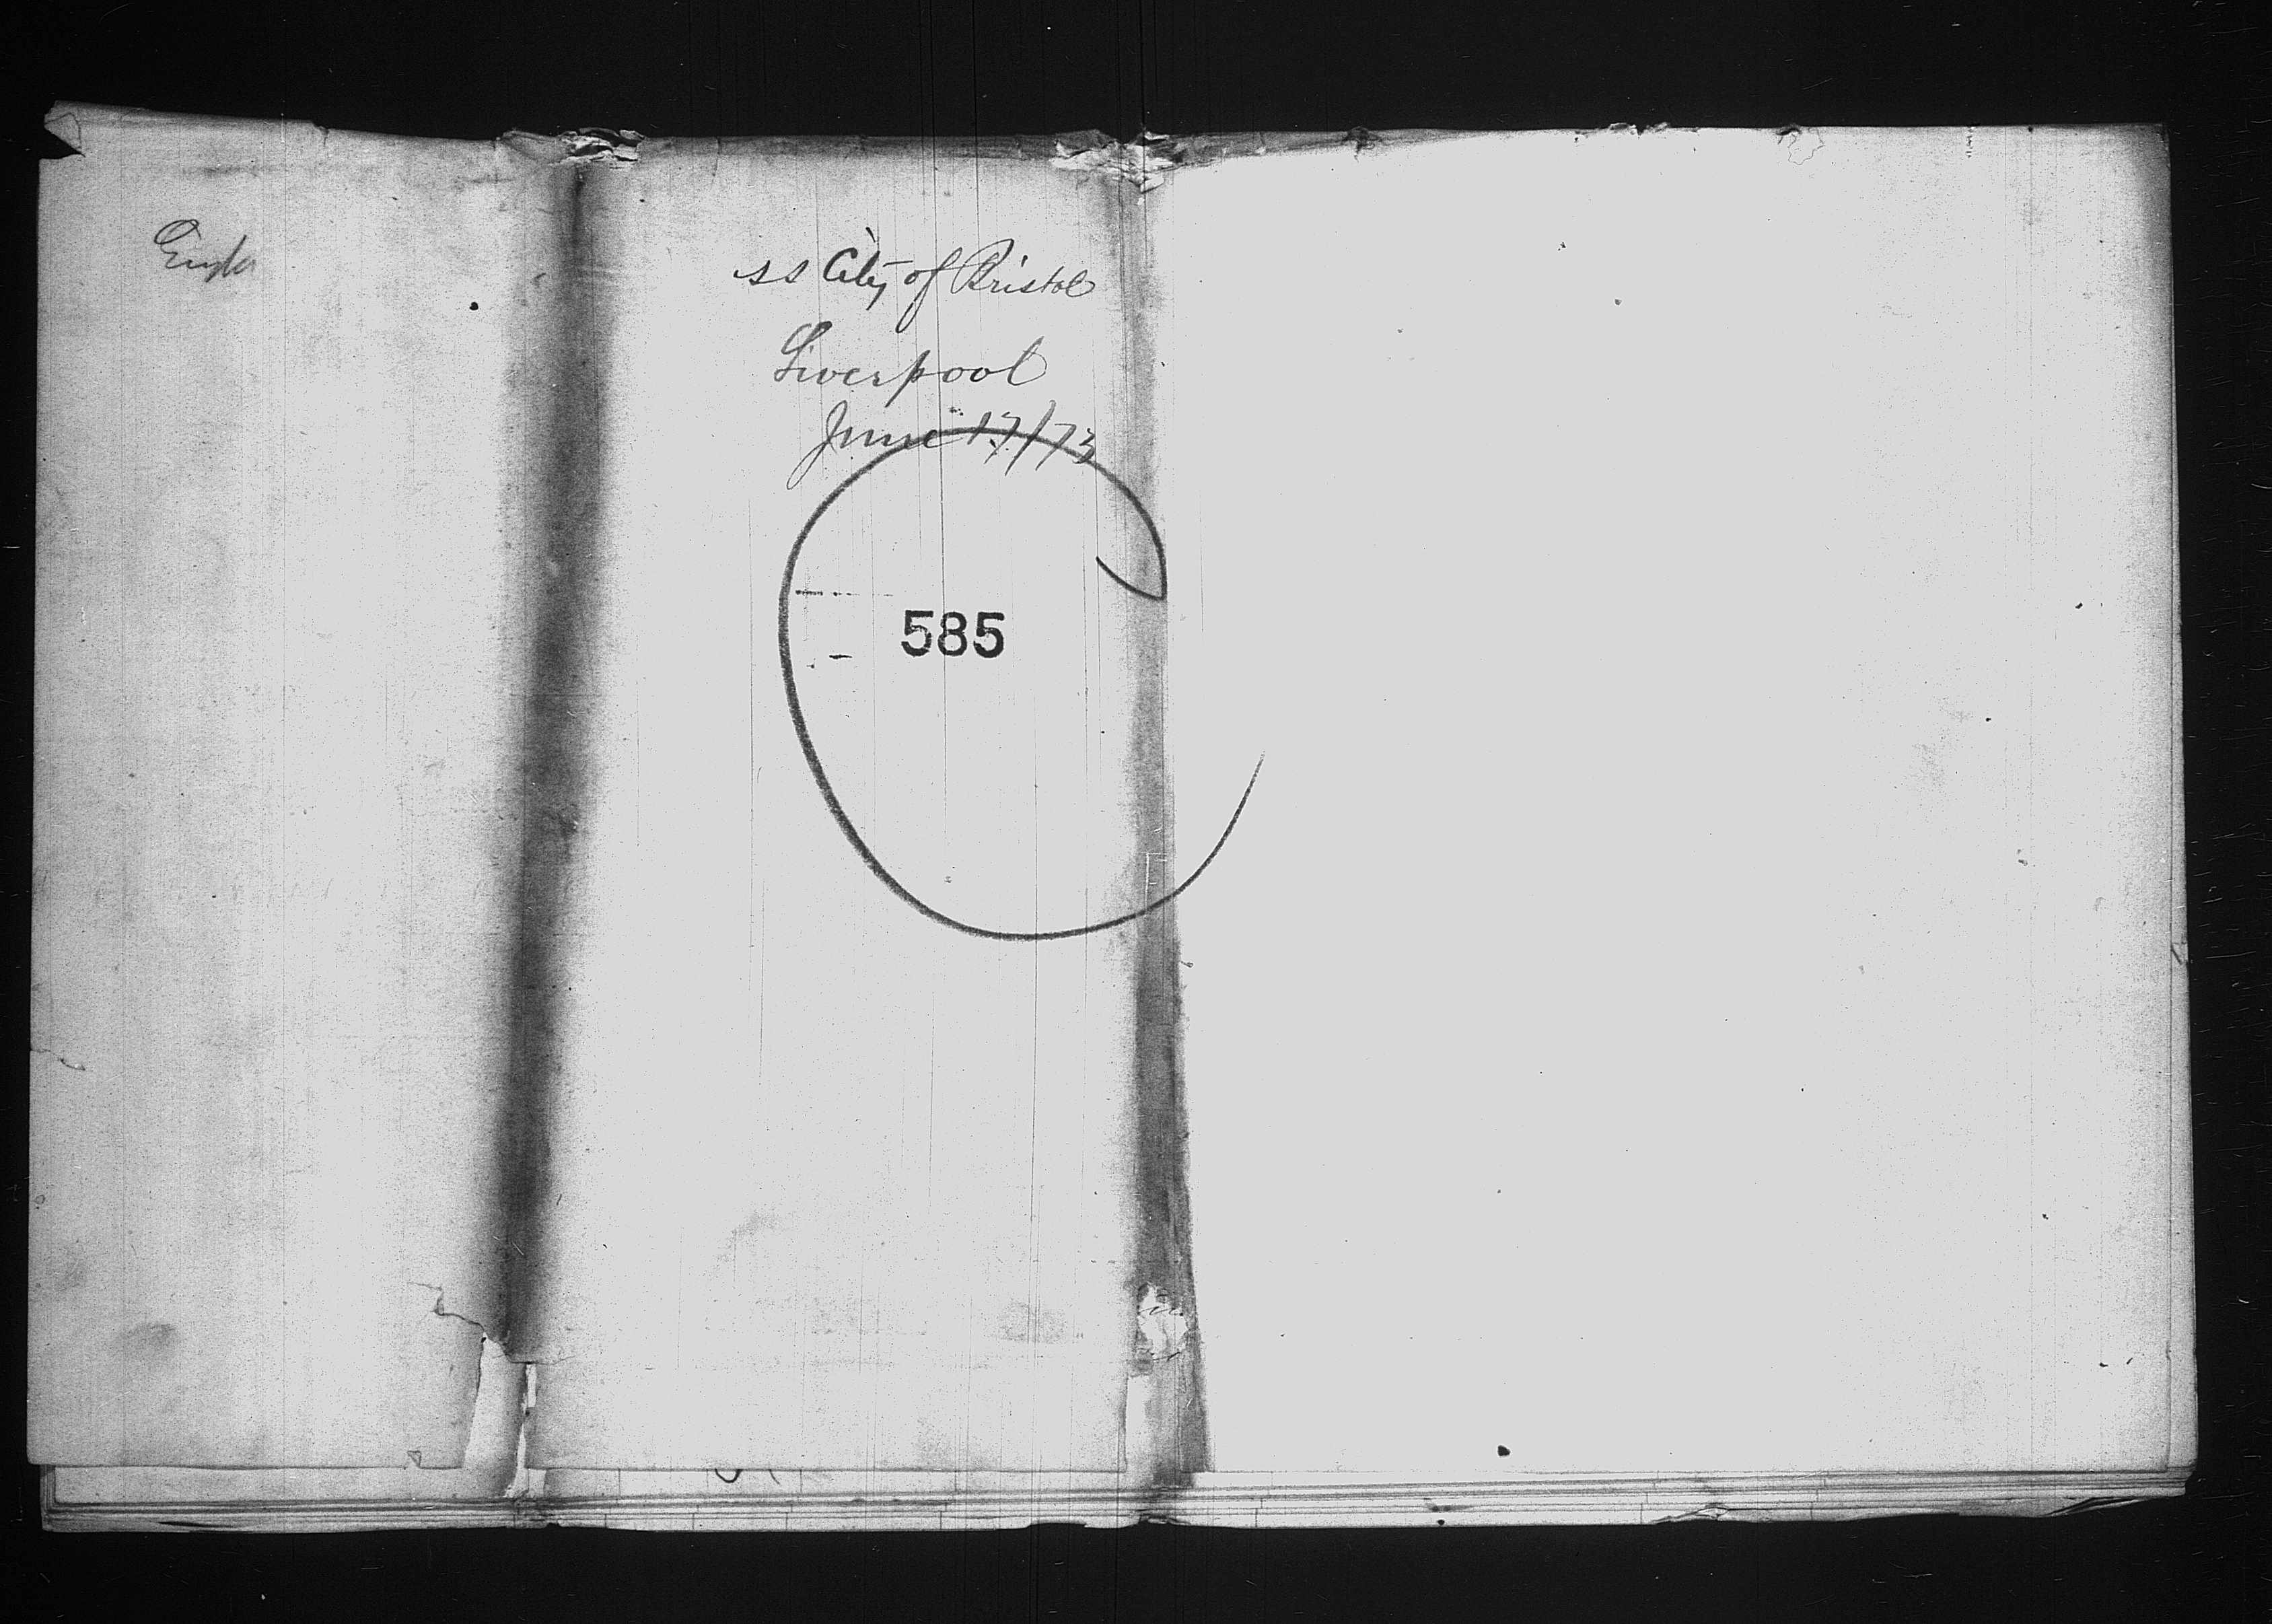 ss City of Bristol
Liverpool
June 17/73
585